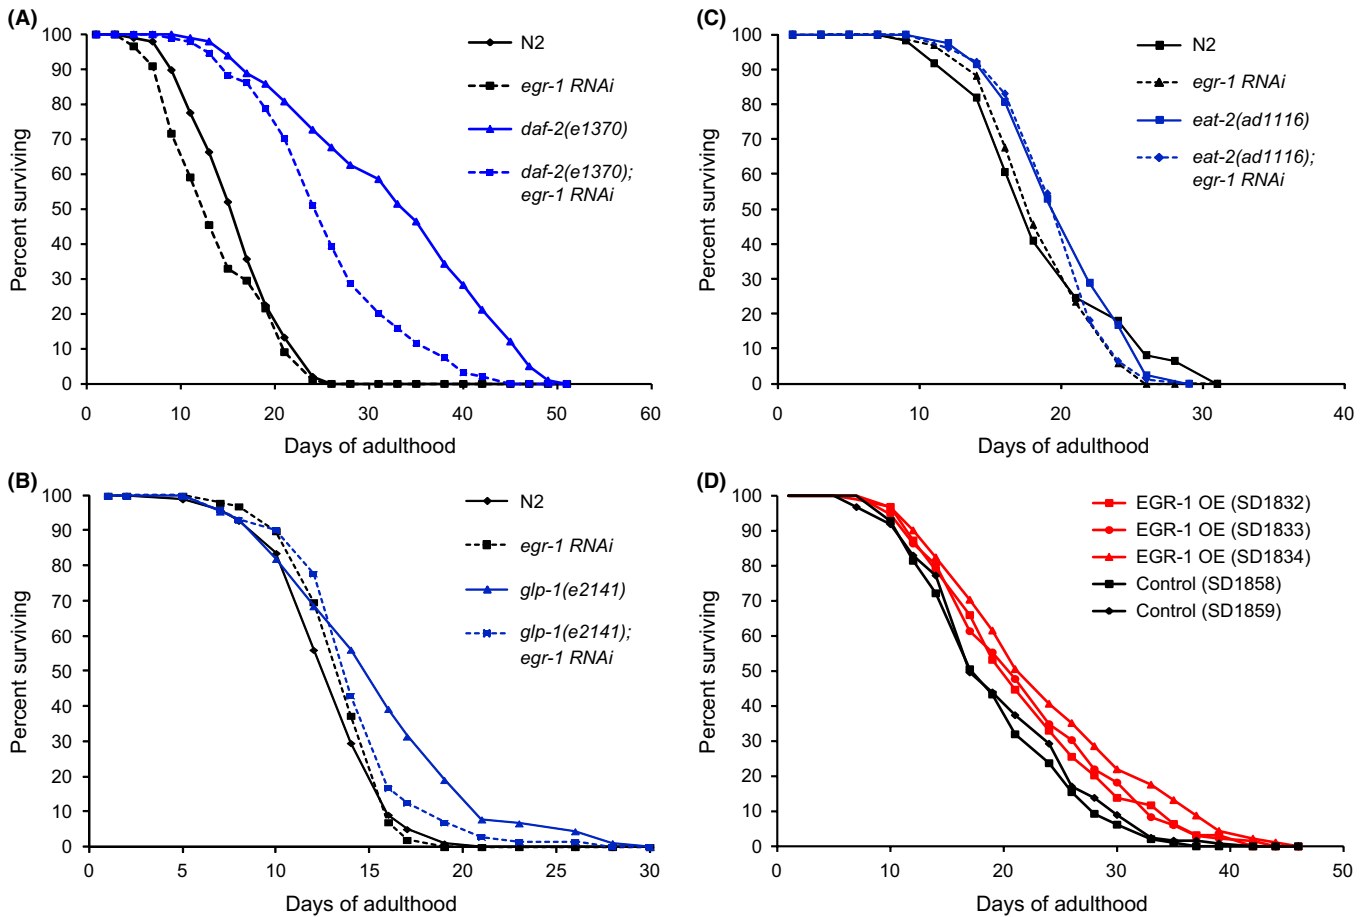 (A)
100
90
80
70
60
50
40
30
20
10
0
Percent surviving
0 10 20 30 40 50 60
Days of adulthood
N2
egr-1 RNAi
daf-2(e1370)
daf-2(e1370);
egr-1 RNAi
(C)
100
90
80
70
60
50
40
30
20
10
0
Percent surviving
0 10 20 30 40
Days of adulthood
N2
egr-1 RNAi
eat-2(ad1116)
eat-2(ad1116);
egr-1 RNAi
(B)
100
90
80
70
60
50
40
30
20
10
0
Percent surviving
0 5 10 15 20 25 30
Days of adulthood
N2
egr-1 RNAi
glp-1(e2141)
glp-1(e2141);
egr-1 RNAi
(D)
100
90
80
70
60
50
40
30
20
10
0
Percent surviving
0 10 20 30 40 50
Days of adulthood
EGR-1 OE (SD1832)
EGR-1 OE (SD1833)
EGR-1 OE (SD1834)
Control (SD1858)
Control (SD1859)